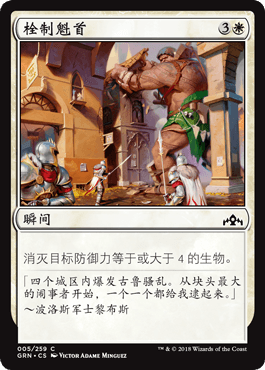 栓制魁首 3
瞬间
消灭目标防御力等于或大于 4 的生物。
「四个城区内爆发古鲁骚乱。从块头最大
的闹事者开始，一个一个都给我逮起来。」
～波洛斯军士黎布斯
005/259 C
GRN • CS VICTOR ADAME MINGUEZ
™ & © 2018 Wizards of the Coast